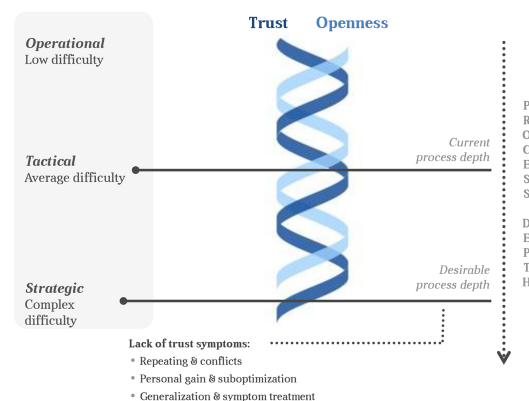 Trust Openness
Operational
Low difficulty
Current
process depth
Tactical
Average difficulty
Desirable
process depth
Strategic
Complex
difficulty
Lack of trust symptoms:
• Repeating & conflicts
• Personal gain & suboptimization
• Generalization & symptom treatment
P
R
O
C
E
S
S
D
E
P
T
H